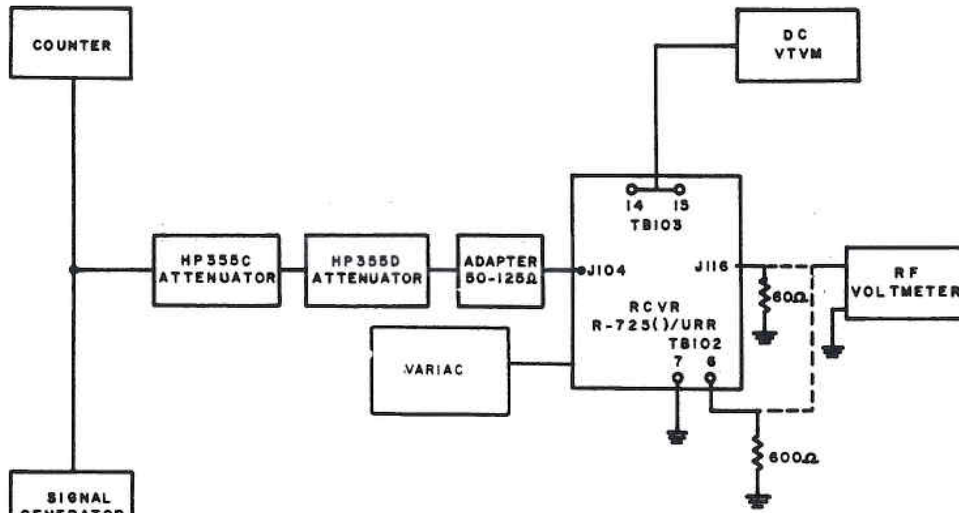 COUNTER
DC
VTVM
14 15
TB103
HP355C
ATTENUATOR
HP355D
ATTENUATOR
ADAPTER
50-125Ω
J104
J116
RF
VOLTMETER
60Ω
RCVR
R-725()/URR
TB102
7 6
VARIAC
600Ω
SIGNAL
GENERATOR